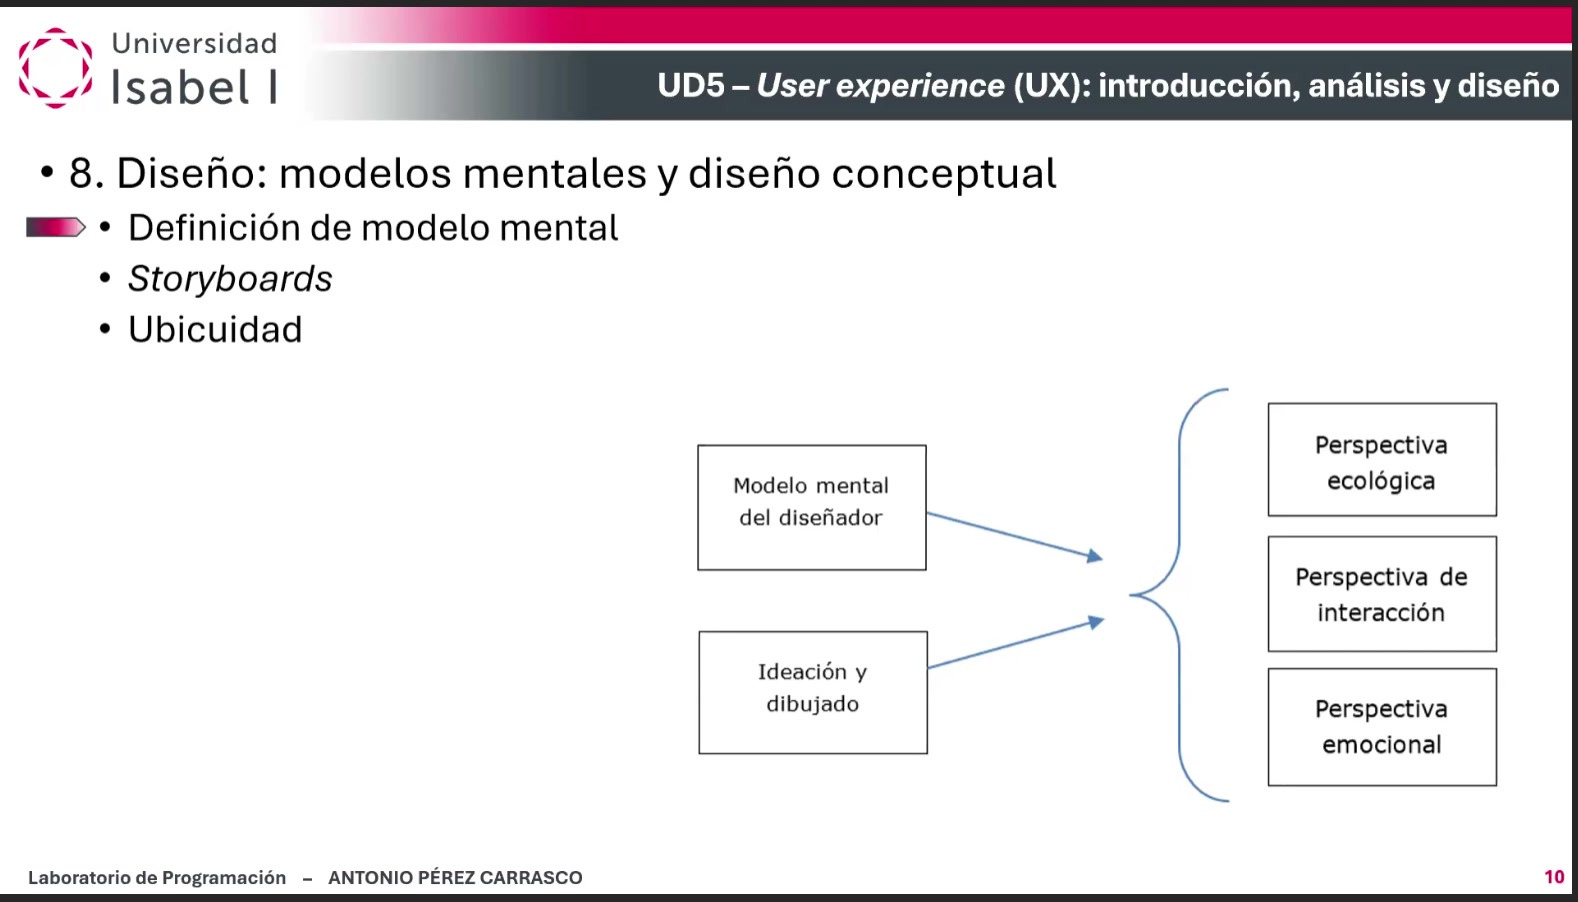 Universidad
Isabel I
UD5 – User experience (UX): introducción, análisis y diseño
• 8. Diseño: modelos mentales y diseño conceptual
• Definición de modelo mental
• Storyboards
• Ubicuidad
Modelo mental
del diseñador
Ideación y
dibujado
Perspectiva
ecológica
Perspectiva de
interacción
Perspectiva
emocional
Laboratorio de Programación – ANTONIO PÉREZ CARRASCO
10